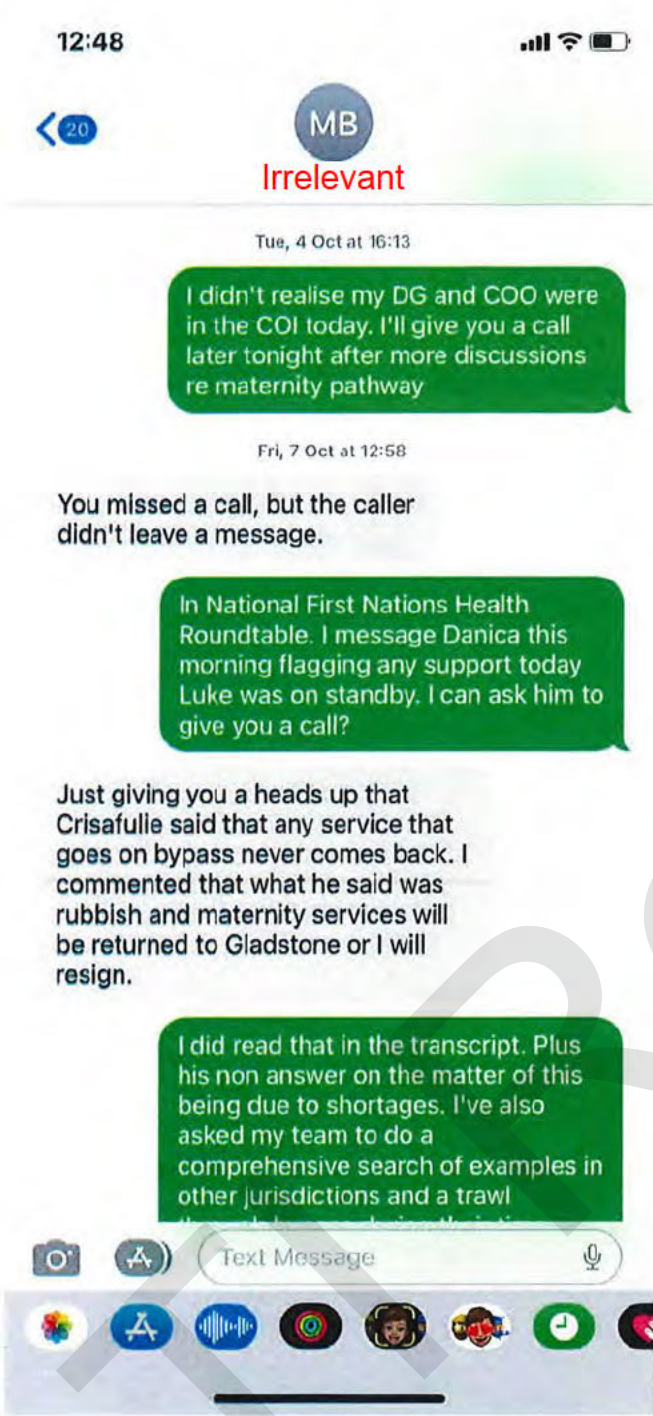 12:48
20
MB
Irrelevant
Tue, 4 Oct at 16:13
I didn't realise my DG and COO were
in the COI today. I'll give you a call
later tonight after more discussions
re maternity pathway
Fri, 7 Oct at 12:58
You missed a call, but the caller
didn't leave a message.
In National First Nations Health
Roundtable. I message Danica this
morning flagging any support today
Luke was on standby. I can ask him to
give you a call?
Just giving you a heads up that
Crisafulle said that any service that
goes on bypass never comes back. I
commented that what he said was
rubbish and maternity services will
be returned to Gladstone or I will
resign.
I did read that in the transcript. Plus
his non answer on the matter of this
being due to shortages. I've also
asked my team to do a
comprehensive search of examples in
other jurisdictions and a trawl
Text Message